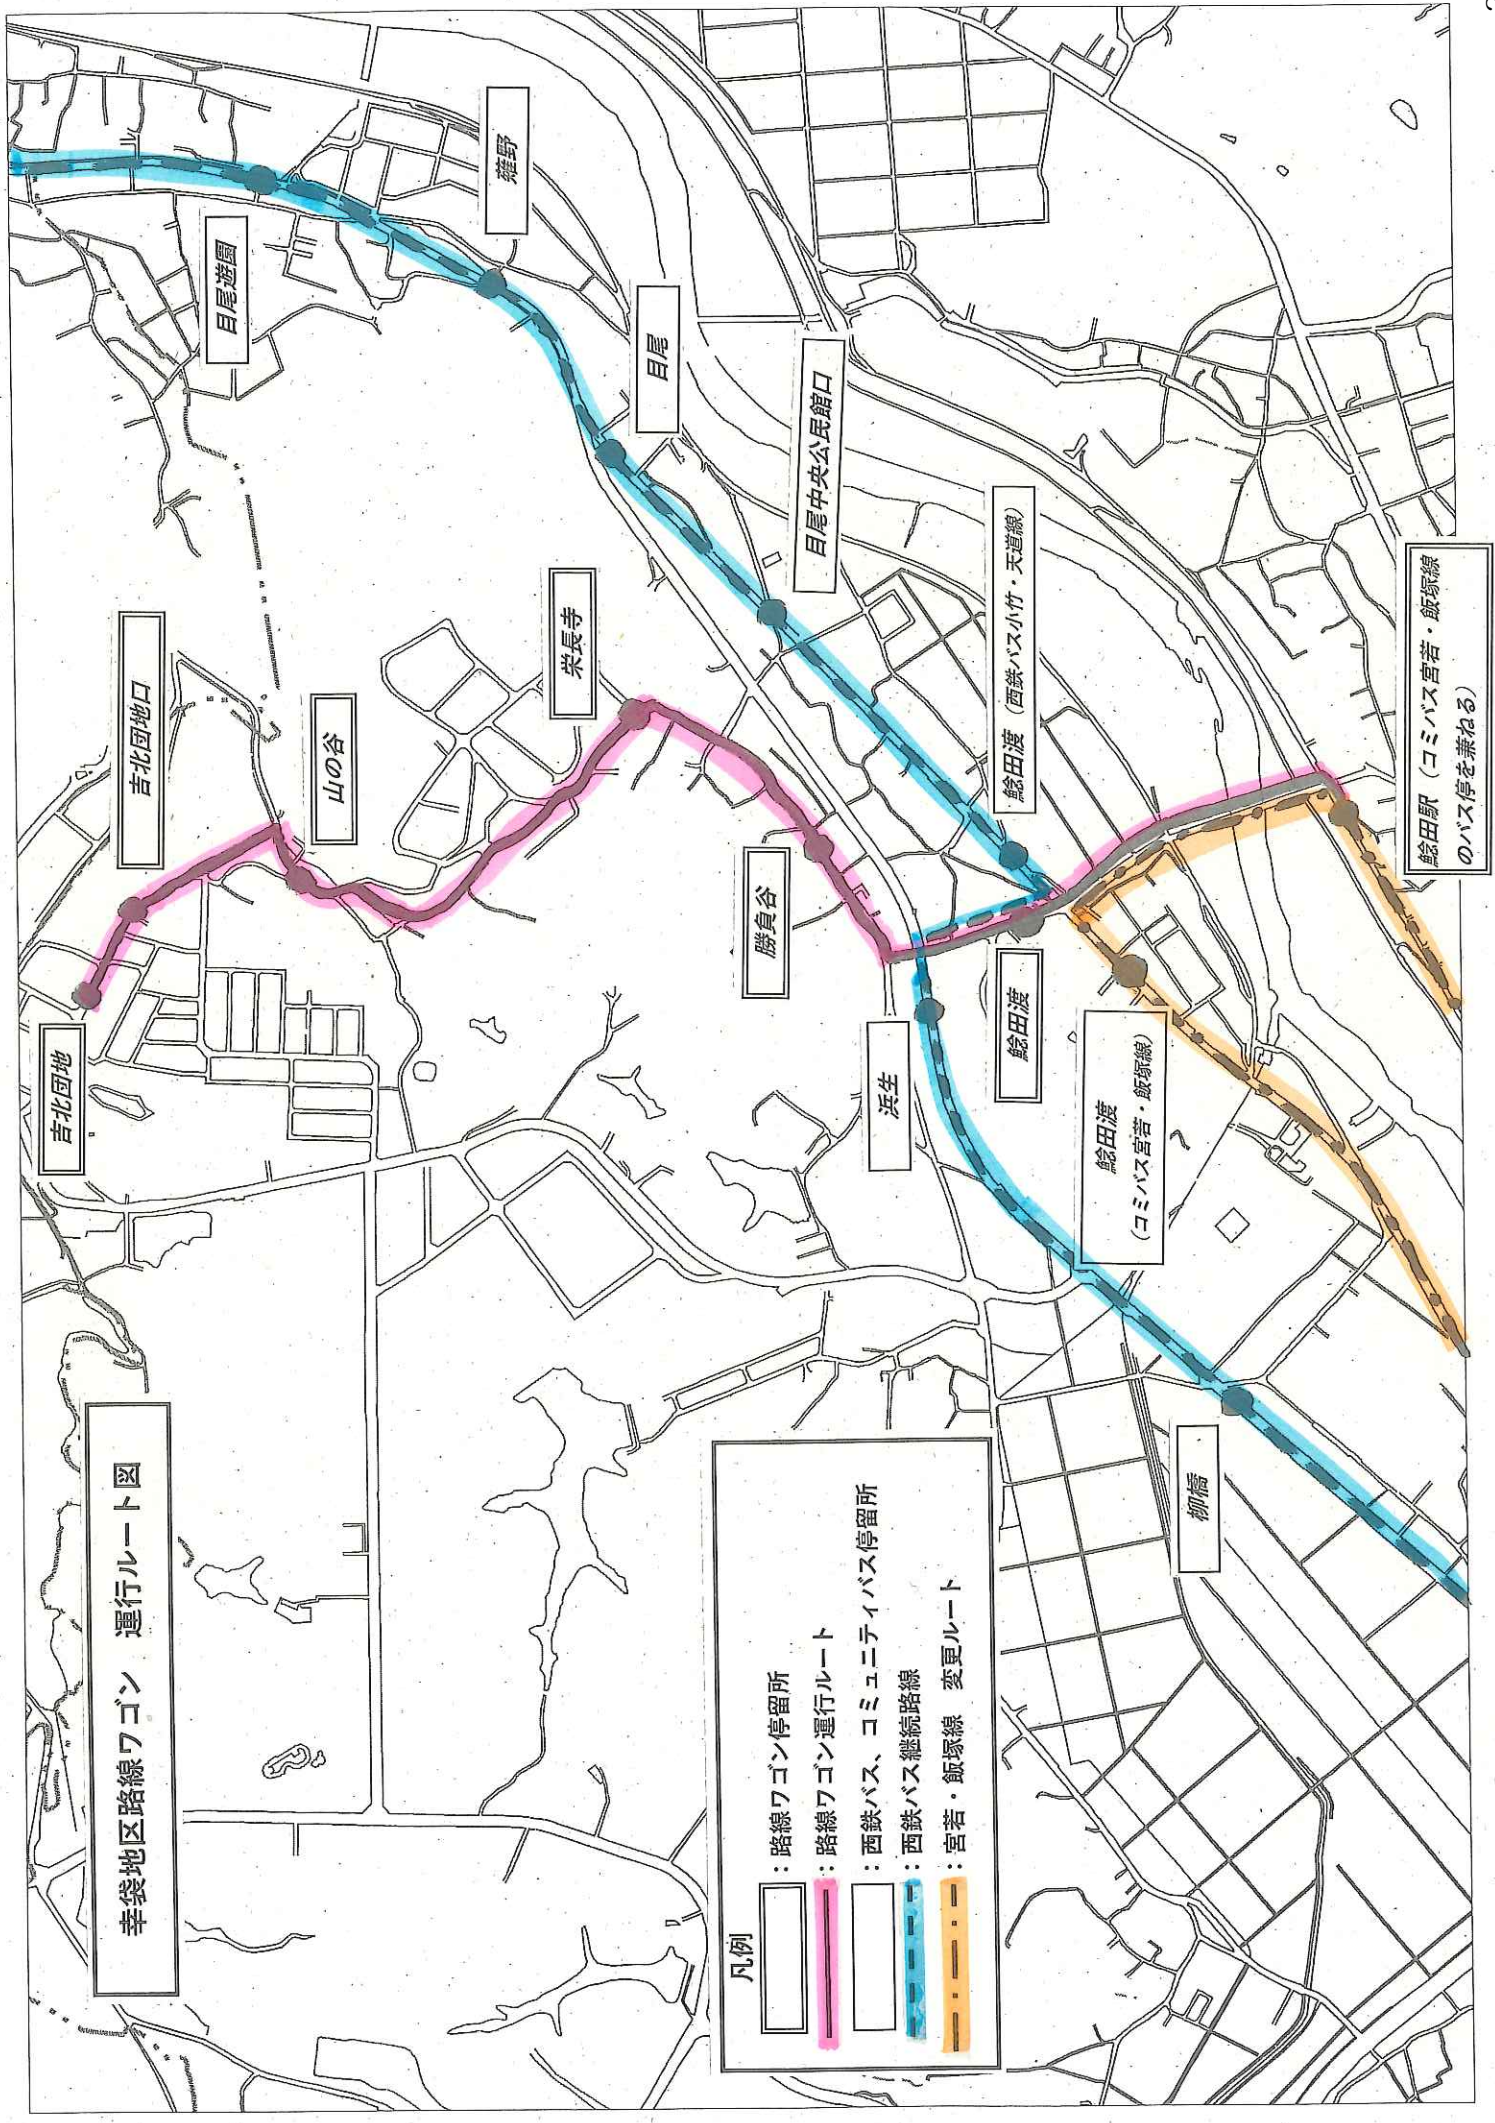 幸袋地区路線ワゴン　運行ルート図
吉北団地
吉北団地口
山の谷
栄長寺
勝負谷
目尾遊園
薙野
目尾
目尾中央公民館口
鯰田渡（西鉄バス小竹・天道線）
浜生
鯰田渡
鯰田渡
（コミバス宮若・飯塚線）
鯰田駅（コミバス宮若・飯塚線
のバス停を兼ねる）
柳橋
凡例
：路線ワゴン停留所
：路線ワゴン運行ルート
：西鉄バス、コミュニティバス停留所
：西鉄バス継続路線
：宮若・飯塚線　変更ルート